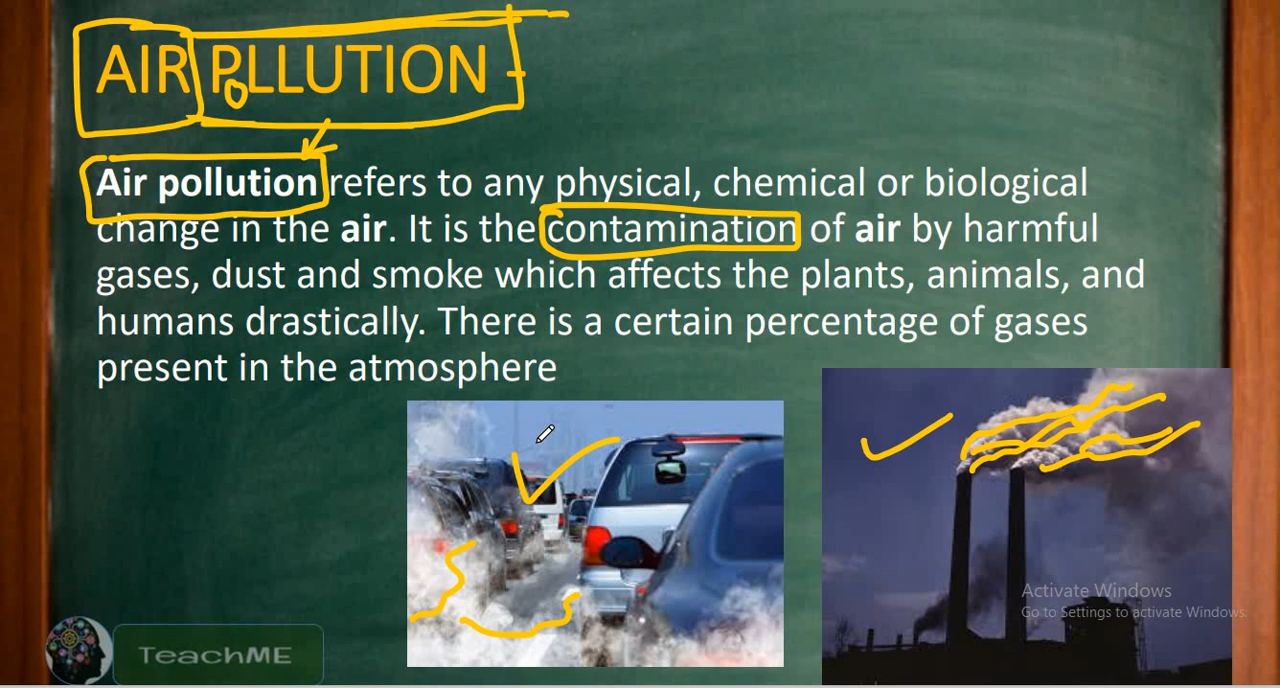 AIR POLLUTION
Air pollution refers to any physical, chemical or biological
change in the air. It is the contamination of air by harmful
gases, dust and smoke which affects the plants, animals, and
humans drastically. There is a certain percentage of gases
present in the atmosphere
Activate Windows
Go to Settings to activate Windows.
TeachME